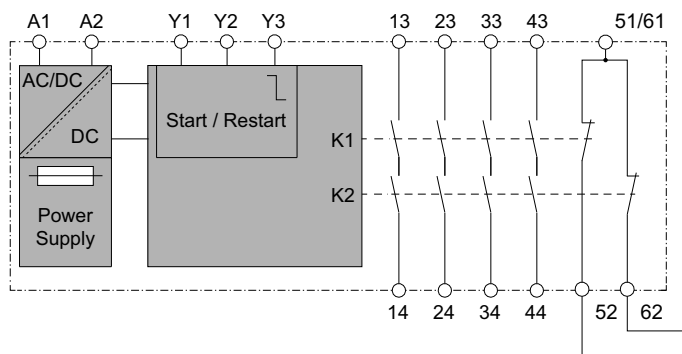 A1 A2 Y1 Y2 Y3 13 23 33 43 51/61
AC/DC
DC
Start / Restart
K1
K2
Power
Supply
14 24 34 44 52 62